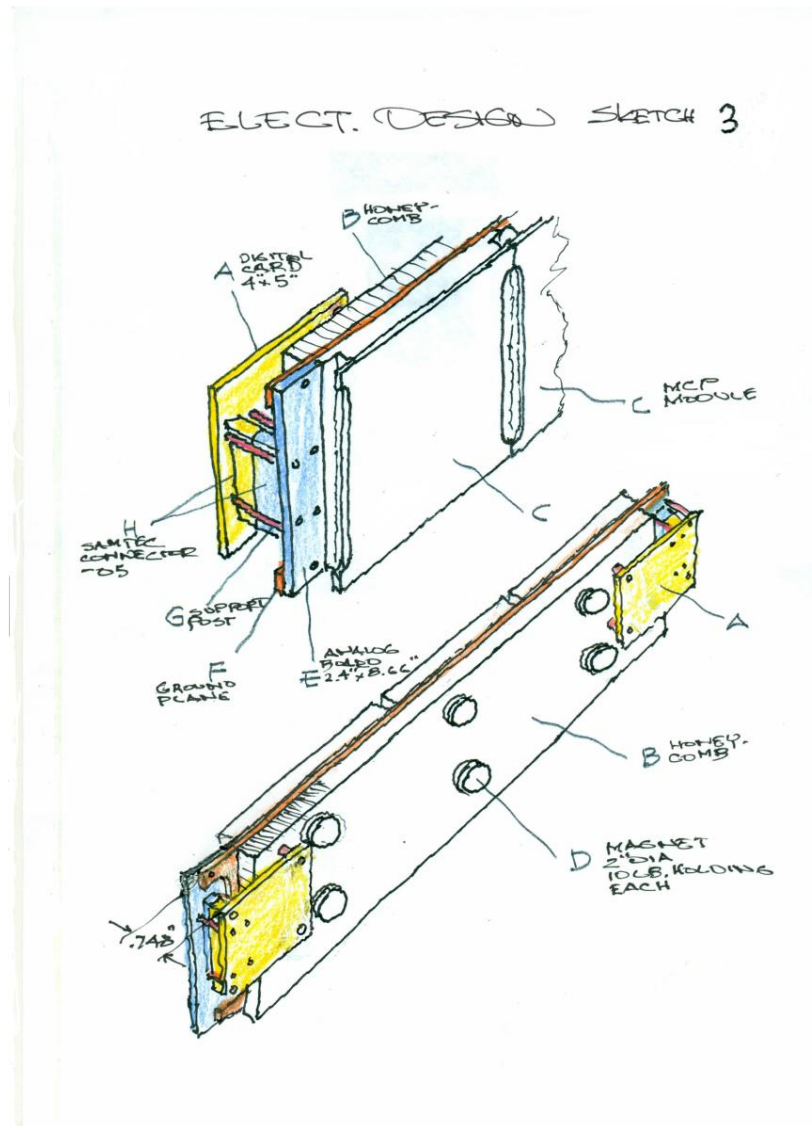 ELECT. DESIGN SKETCH 3
B HONEY-
COMB
A DIGITAL
CARD
4"x5"
C MCP
MODULE
C
H
SAMTEC
CONNECTOR
-05
G SUPPORT
POST
F
GROUND
PLANE
E ANALOG
BOARD
2.4"x8.66"
A
B HONEY-
COMB
D MAGNET
2"DIA
10LB. HOLDING
EACH
.748"